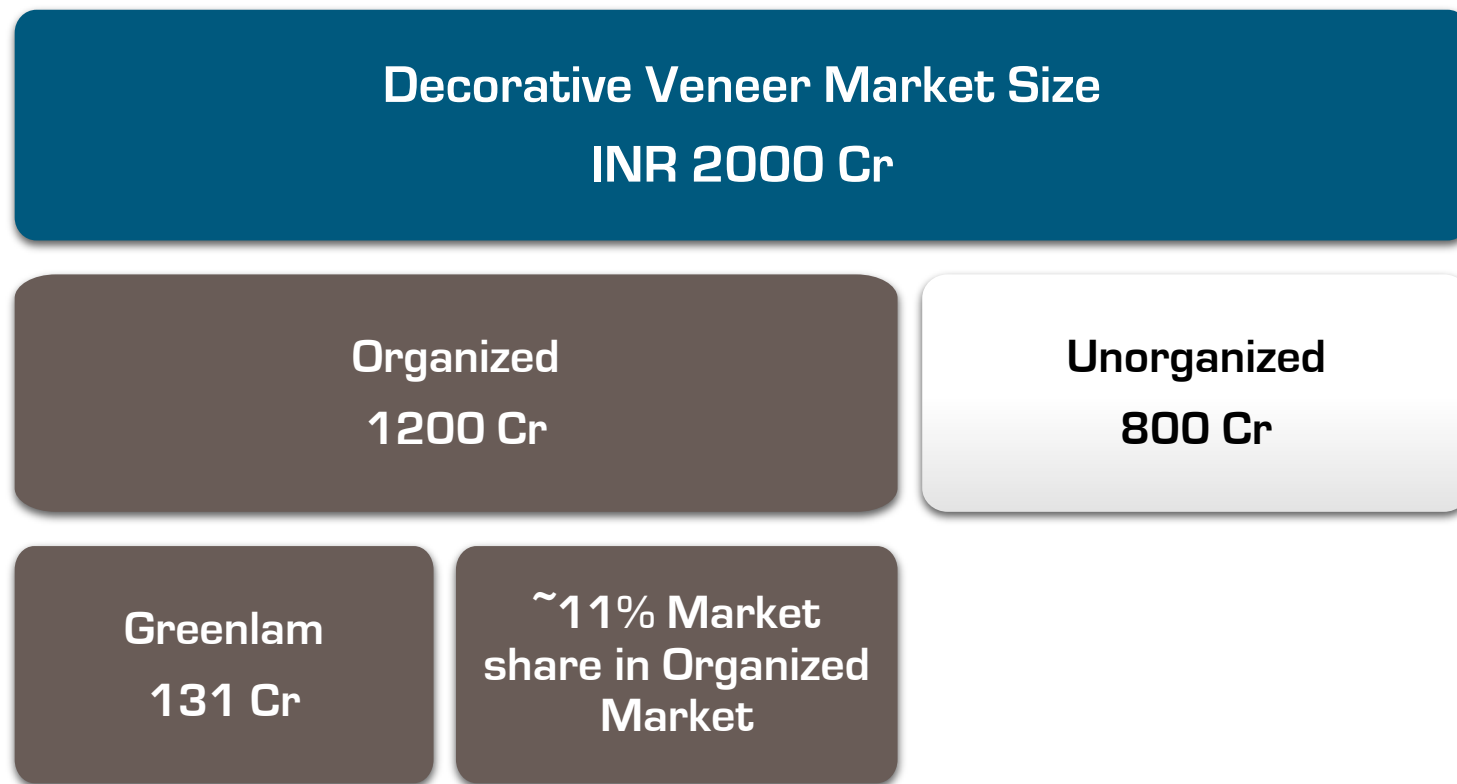 Decorative Veneer Market Size
INR 2000 Cr
Organized
1200 Cr
Unorganized
800 Cr
Greenlam
131 Cr
~11% Market
share in Organized
Market